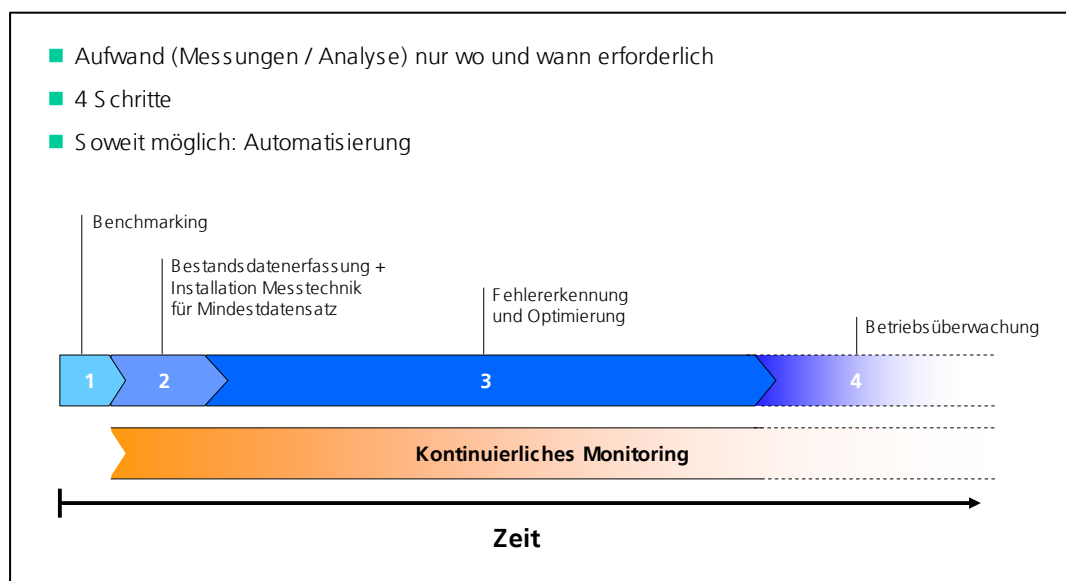 Aufwand (Messungen / Analyse) nur wo und wann erforderlich
4 Schritte
Soweit möglich: Automatisierung
Benchmarking
Bestandsdatenerfassung +
Installation Messtechnik
für Mindestdatensatz
Fehlererkennung
und Optimierung
Betriebsüberwachung
1
2
3
4
Kontinuierliches Monitoring
Zeit